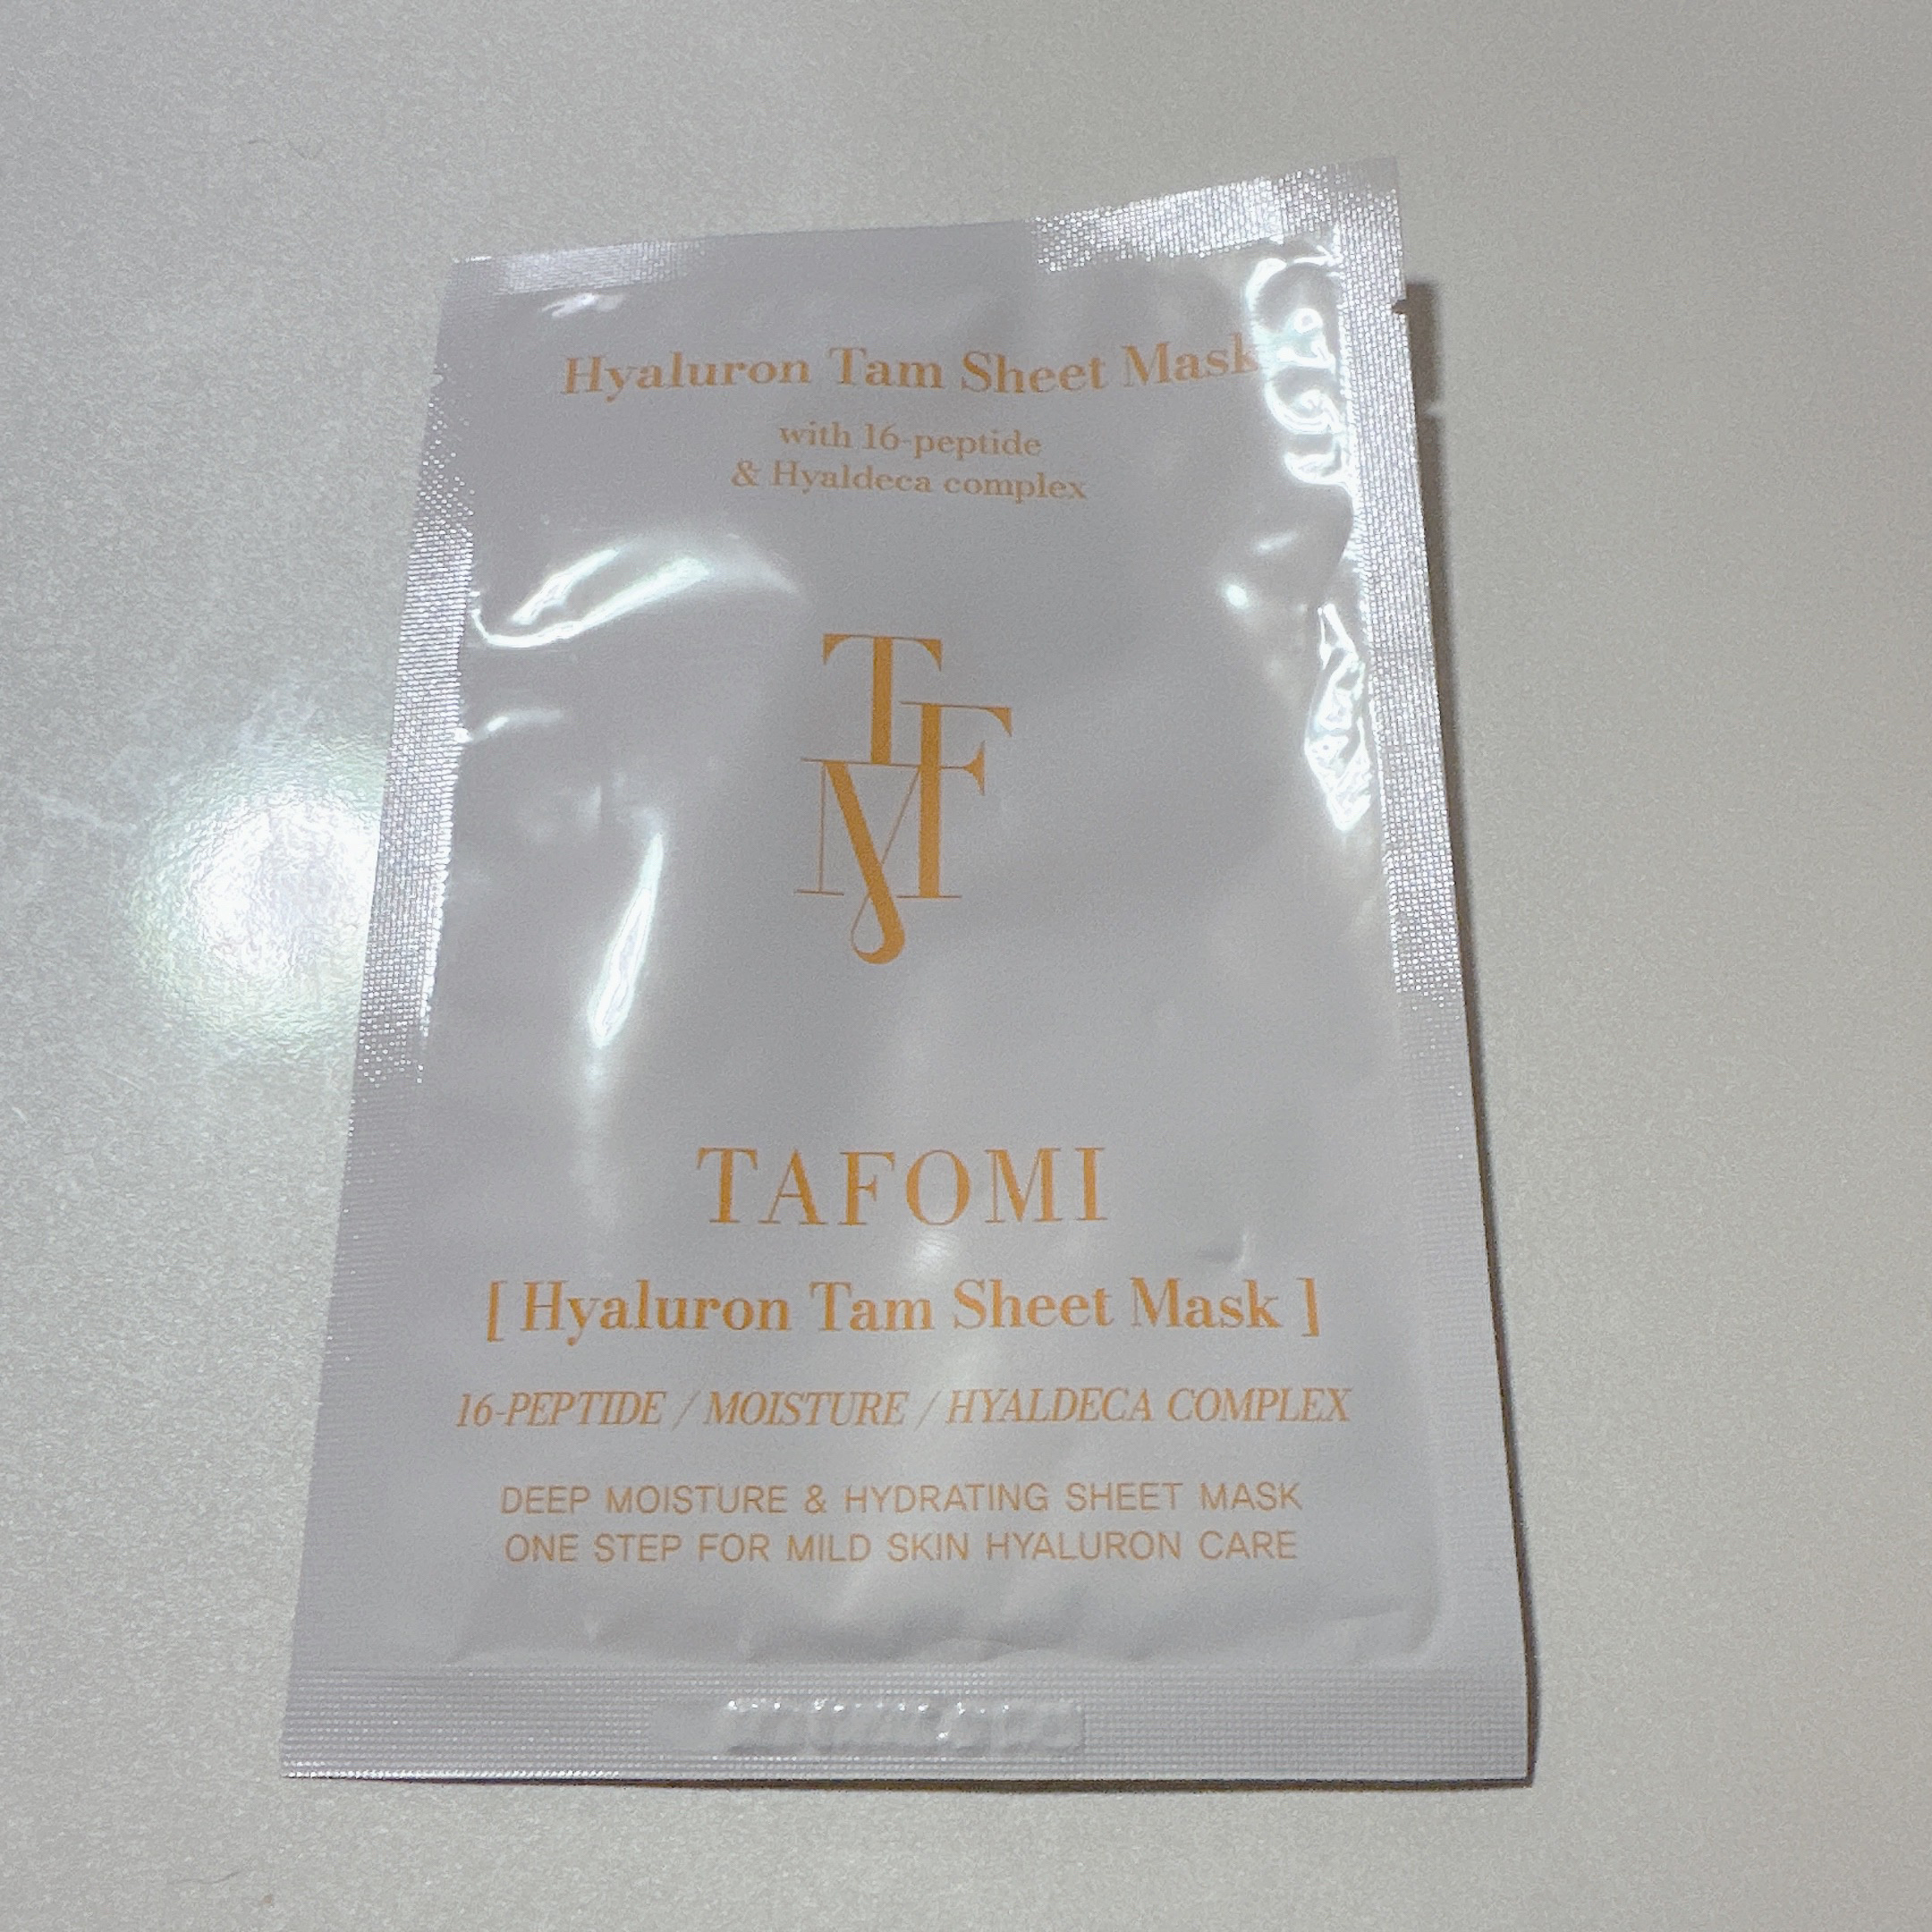 Hyaluron Tam Sheet Mask
with 16-peptide
& Hyaldeca complex
TFM
TAFOMI
[ Hyaluron Tam Sheet Mask ]
16-PEPTIDE / MOISTURE / HYALDECA COMPLEX
DEEP MOISTURE & HYDRATING SHEET MASK
ONE STEP FOR MILD SKIN HYALURON CARE